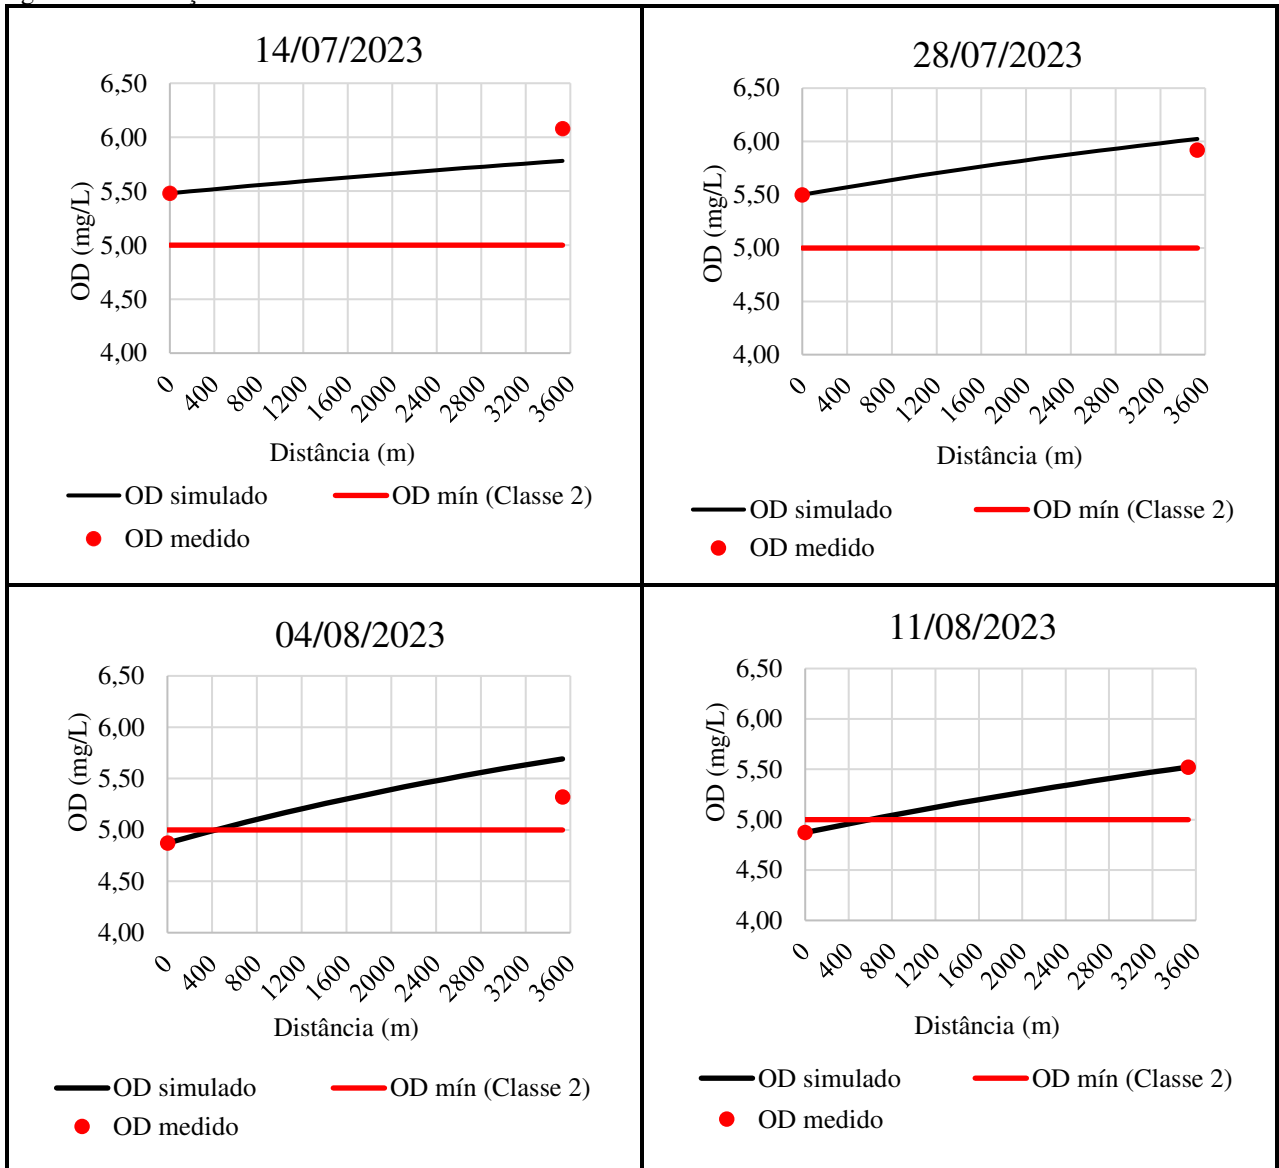 14/07/2023
6,50
6,00
5,50
5,00
4,50
4,00
OD (mg/L)
0 400 800 1200 1600 2000 2400 2800 3200 3600
Distância (m)
OD simulado OD mín (Classe 2)
OD medido
28/07/2023
6,50
6,00
5,50
5,00
4,50
4,00
OD (mg/L)
0 400 800 1200 1600 2000 2400 2800 3200 3600
Distância (m)
OD simulado OD mín (Classe 2)
OD medido
04/08/2023
6,50
6,00
5,50
5,00
4,50
4,00
OD (mg/L)
0 400 800 1200 1600 2000 2400 2800 3200 3600
Distância (m)
OD simulado OD mín (Classe 2)
OD medido
11/08/2023
6,50
6,00
5,50
5,00
4,50
4,00
OD (mg/L)
0 400 800 1200 1600 2000 2400 2800 3200 3600
Distância (m)
OD simulado OD mín (Classe 2)
OD medido